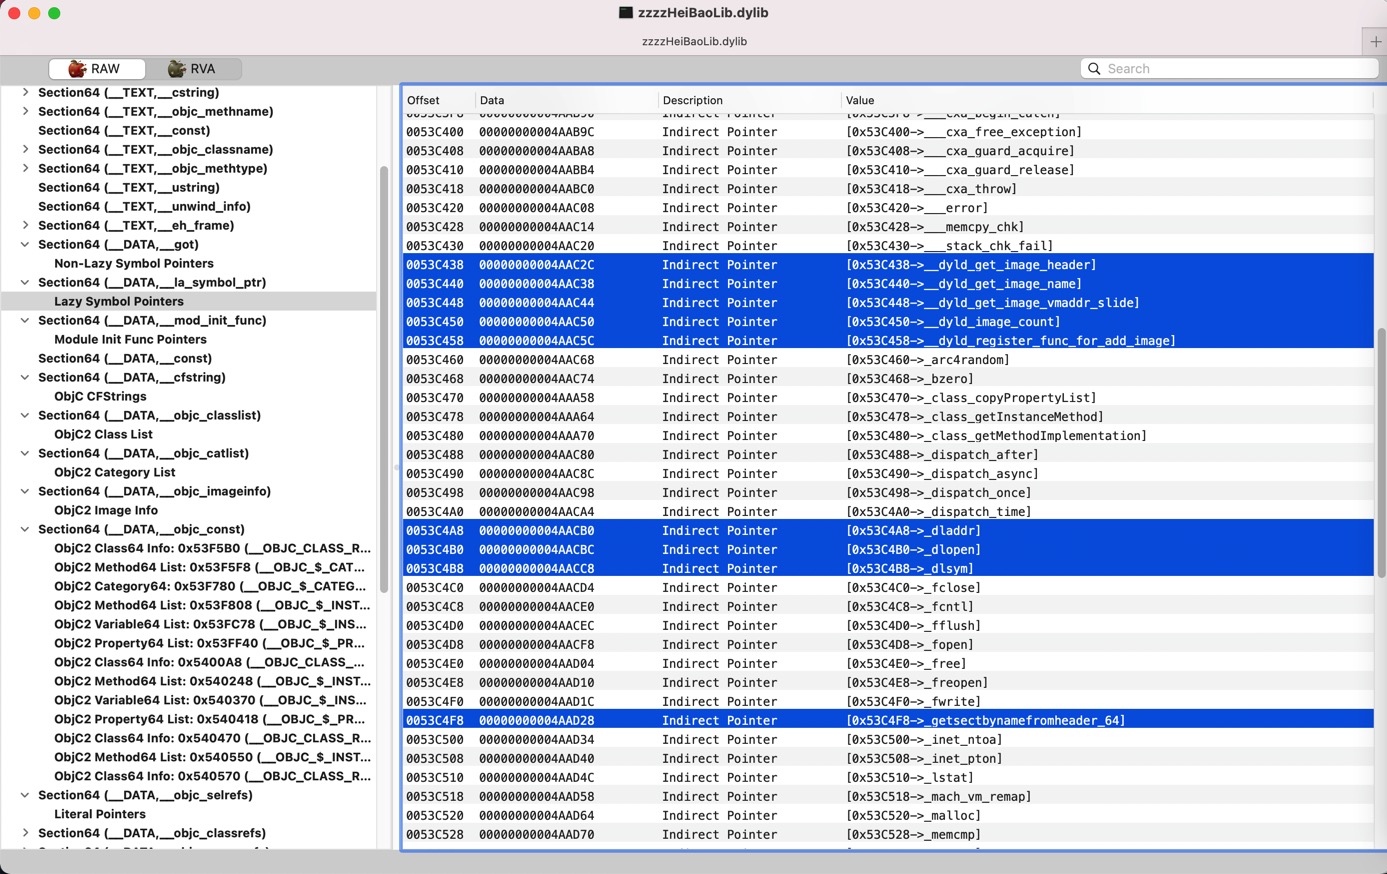 zzzzHeiBaoLib.dylib
zzzzHeiBaoLib.dylib
RAW RVA Search
Section64 (__TEXT,__cstring)
Section64 (__TEXT,__objc_methname)
Section64 (__TEXT,__const)
Section64 (__TEXT,__objc_classname)
Section64 (__TEXT,__objc_methtype)
Section64 (__TEXT,__ustring)
Section64 (__TEXT,__unwind_info)
Section64 (__TEXT,__eh_frame)
Section64 (__DATA,__got)
Non-Lazy Symbol Pointers
Section64 (__DATA,__la_symbol_ptr)
Lazy Symbol Pointers
Section64 (__DATA,__mod_init_func)
Module Init Func Pointers
Section64 (__DATA,__const)
Section64 (__DATA,__cfstring)
ObjC CFStrings
Section64 (__DATA,__objc_classlist)
ObjC2 Class List
Section64 (__DATA,__objc_catlist)
ObjC2 Category List
Section64 (__DATA,__objc_imageinfo)
ObjC2 Image Info
Section64 (__DATA,__objc_const)
ObjC2 Class64 Info: 0x53F5B0 (__OBJC_CLASS_R...
ObjC2 Method64 List: 0x53F5F8 (__OBJC_$_CAT...
ObjC2 Category64: 0x53F780 (__OBJC_$_CATEG...
ObjC2 Method64 List: 0x53F808 (__OBJC_$_INST...
ObjC2 Variable64 List: 0x53FC78 (__OBJC_$_INS...
ObjC2 Property64 List: 0x53FF40 (__OBJC_$_PR...
ObjC2 Class64 Info: 0x5400A8 (__OBJC_CLASS_...
ObjC2 Method64 List: 0x540248 (__OBJC_$_INST...
ObjC2 Variable64 List: 0x540370 (__OBJC_$_INS...
ObjC2 Property64 List: 0x540418 (__OBJC_$_PR...
ObjC2 Class64 Info: 0x540470 (__OBJC_CLASS_R...
ObjC2 Method64 List: 0x540550 (__OBJC_$_INST...
ObjC2 Class64 Info: 0x540570 (__OBJC_CLASS_R...
Section64 (__DATA,__objc_selrefs)
Literal Pointers
Section64 (__DATA,__objc_classrefs)
Offset Data Description Value
0053C3F8 00000000004AAB90 Indirect Pointer [0x53C3F8->___cxa_begin_catch]
0053C400 00000000004AAB9C Indirect Pointer [0x53C400->___cxa_free_exception]
0053C408 00000000004AABA8 Indirect Pointer [0x53C408->___cxa_guard_acquire]
0053C410 00000000004AABB4 Indirect Pointer [0x53C410->___cxa_guard_release]
0053C418 00000000004AABC0 Indirect Pointer [0x53C418->___cxa_throw]
0053C420 00000000004AAC08 Indirect Pointer [0x53C420->___error]
0053C428 00000000004AAC14 Indirect Pointer [0x53C428->___memcpy_chk]
0053C430 00000000004AAC20 Indirect Pointer [0x53C430->___stack_chk_fail]
0053C438 00000000004AAC2C Indirect Pointer [0x53C438->__dyld_get_image_header]
0053C440 00000000004AAC38 Indirect Pointer [0x53C440->__dyld_get_image_name]
0053C448 00000000004AAC44 Indirect Pointer [0x53C448->__dyld_get_image_vmaddr_slide]
0053C450 00000000004AAC50 Indirect Pointer [0x53C450->__dyld_image_count]
0053C458 00000000004AAC5C Indirect Pointer [0x53C458->__dyld_register_func_for_add_image]
0053C460 00000000004AAC68 Indirect Pointer [0x53C460->_arc4random]
0053C468 00000000004AAC74 Indirect Pointer [0x53C468->_bzero]
0053C470 00000000004AAA58 Indirect Pointer [0x53C470->_class_copyPropertyList]
0053C478 00000000004AAA64 Indirect Pointer [0x53C478->_class_getInstanceMethod]
0053C480 00000000004AAA70 Indirect Pointer [0x53C480->_class_getMethodImplementation]
0053C488 00000000004AAC80 Indirect Pointer [0x53C488->_dispatch_after]
0053C490 00000000004AAC8C Indirect Pointer [0x53C490->_dispatch_async]
0053C498 00000000004AAC98 Indirect Pointer [0x53C498->_dispatch_once]
0053C4A0 00000000004AACA4 Indirect Pointer [0x53C4A0->_dispatch_time]
0053C4A8 00000000004AACB0 Indirect Pointer [0x53C4A8->_dladdr]
0053C4B0 00000000004AACBC Indirect Pointer [0x53C4B0->_dlopen]
0053C4B8 00000000004AACC8 Indirect Pointer [0x53C4B8->_dlsym]
0053C4C0 00000000004AACD4 Indirect Pointer [0x53C4C0->_fclose]
0053C4C8 00000000004AACE0 Indirect Pointer [0x53C4C8->_fcntl]
0053C4D0 00000000004AACEC Indirect Pointer [0x53C4D0->_fflush]
0053C4D8 00000000004AACF8 Indirect Pointer [0x53C4D8->_fopen]
0053C4E0 00000000004AAD04 Indirect Pointer [0x53C4E0->_free]
0053C4E8 00000000004AAD10 Indirect Pointer [0x53C4E8->_freopen]
0053C4F0 00000000004AAD1C Indirect Pointer [0x53C4F0->_fwrite]
0053C4F8 00000000004AAD28 Indirect Pointer [0x53C4F8->_getsectbynamefromheader_64]
0053C500 00000000004AAD34 Indirect Pointer [0x53C500->_inet_ntoa]
0053C508 00000000004AAD40 Indirect Pointer [0x53C508->_inet_pton]
0053C510 00000000004AAD4C Indirect Pointer [0x53C510->_lstat]
0053C518 00000000004AAD58 Indirect Pointer [0x53C518->_mach_vm_remap]
0053C520 00000000004AAD64 Indirect Pointer [0x53C520->_malloc]
0053C528 00000000004AAD70 Indirect Pointer [0x53C528->_memcmp]